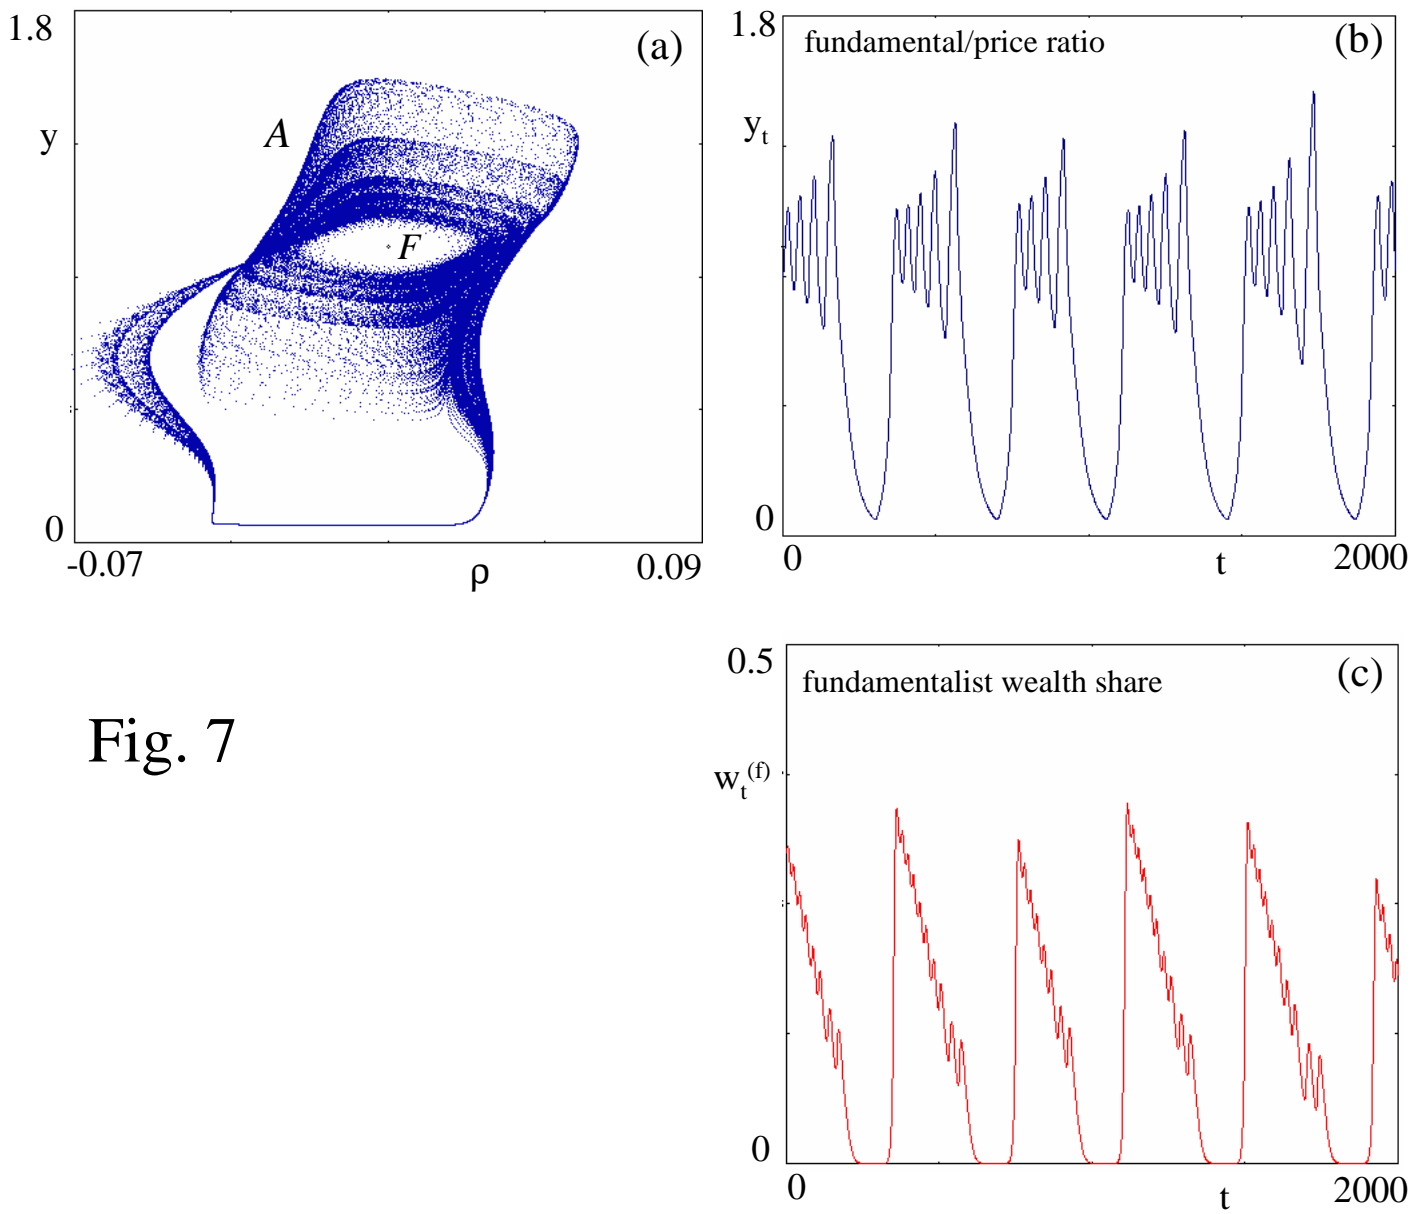 1.8
(a)
A
y
F
0
-0.07
ρ
0.09
1.8
fundamental/price ratio
(b)
y_t
0
0
t
2000
Fig. 7
0.5
fundamentalist wealth share
(c)
w_t^(f)
0
0
t
2000